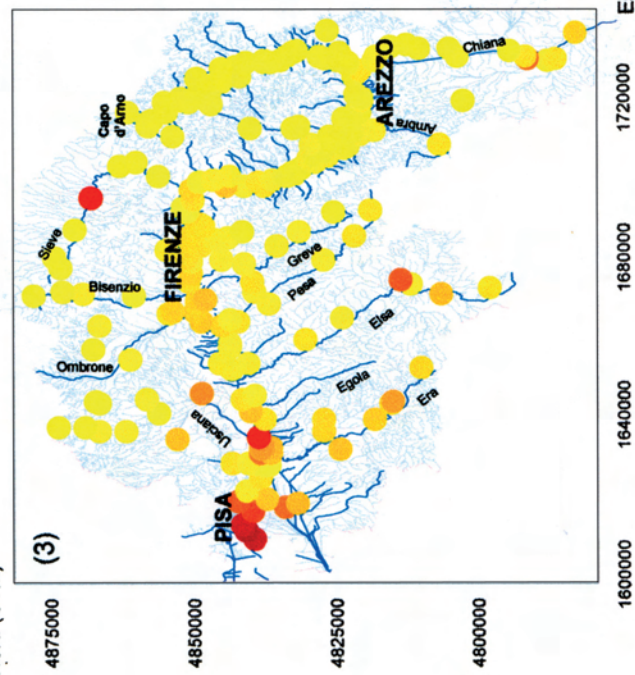 (3)
Capo
d'Arno
Sieve
Bisenzio
Ombrone
FIRENZE
AREZZO
Chiana
Ambra
Greve
Pesa
Elsa
Egola
Era
Usciana
PISA
4875000
4850000
4825000
4800000
1600000
1640000
1680000
1720000
E